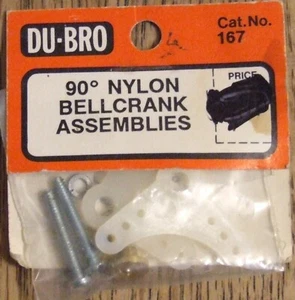 DU-BRO
Cat.No.
167
90° NYLON
BELLCRANK
ASSEMBLIES
PRICE